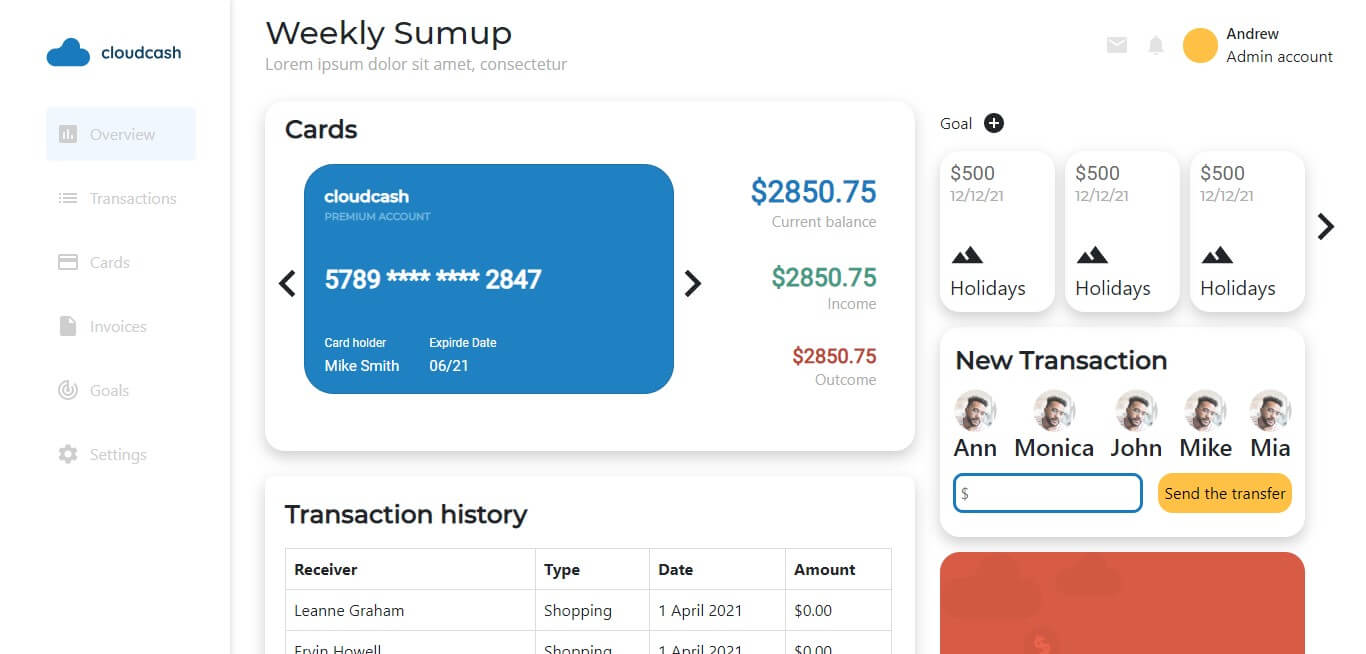 cloudcash
Overview
Transactions
Cards
Invoices
Goals
Settings
Weekly Sumup
Lorem ipsum dolor sit amet, consectetur
Andrew
Admin account
Cards
cloudcash
PREMIUM ACCOUNT
5789 **** **** 2847
Card holder Expirde Date
Mike Smith 06/21
$2850.75
Current balance
$2850.75
Income
$2850.75
Outcome
Goal
$500 $500 $500
12/12/21 12/12/21 12/12/21
Holidays Holidays Holidays
New Transaction
Ann Monica John Mike Mia
$ Send the transfer
Transaction history
Receiver Type Date Amount
Leanne Graham Shopping 1 April 2021 $0.00
Ervin Howell Shopping 1 April 2021 $0.00